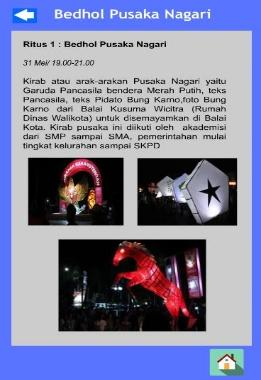 Bedhol Pusaka Nagari
Ritus 1 : Bedhol Pusaka Nagari
31 Mei/ 19.00-21.00
Kirab atau arak-arakan Pusaka Nagari yaitu
Garuda Pancasila bendera Merah Putih, teks
Pancasila, teks Pidato Bung Karno,foto Bung
Karno dari Balai Kusuma Wicitra (Rumah
Dinas Walikota) untuk disemayamkan di Balai
Kota. Kirab pusaka ini diikuti oleh akademisi
dari SMP sampai SMA, pemerintahan mulai
tingkat kelurahan sampai SKPD